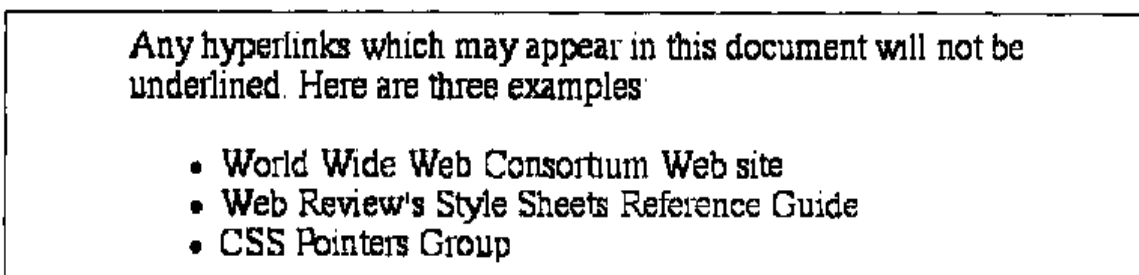 Any hyperlinks which may appear in this document will not be
underlined. Here are three examples:
• World Wide Web Consortium Web site
• Web Review's Style Sheets Reference Guide
• CSS Pointers Group